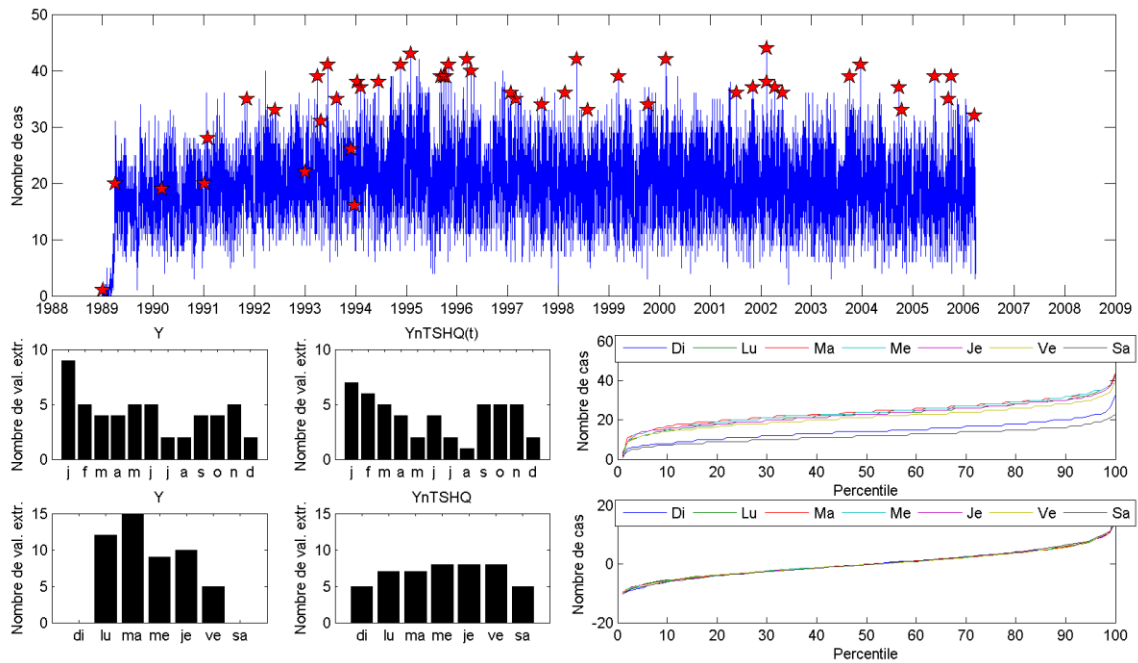 50
40
30
20
10
0
Nombre de cas
1988 1989 1990 1991 1992 1993 1994 1995 1996 1997 1998 1999 2000 2001 2002 2003 2004 2005 2006 2007 2008 2009
Y
10
5
0
Nombre de val. extr.
j f m a m j j a s o n d
YnTSHQ(t)
10
5
0
Nombre de val. extr.
j f m a m j j a s o n d
60
40
20
0
Nombre de cas
Di Lu Ma Me Je Ve Sa
0 10 20 30 40 50 60 70 80 90 100
Percentile
Y
15
10
5
0
Nombre de val. extr.
di lu ma me je ve sa
YnTSHQ
15
10
5
0
Nombre de val. extr.
di lu ma me je ve sa
20
0
-20
Nombre de cas
Di Lu Ma Me Je Ve Sa
0 10 20 30 40 50 60 70 80 90 100
Percentile